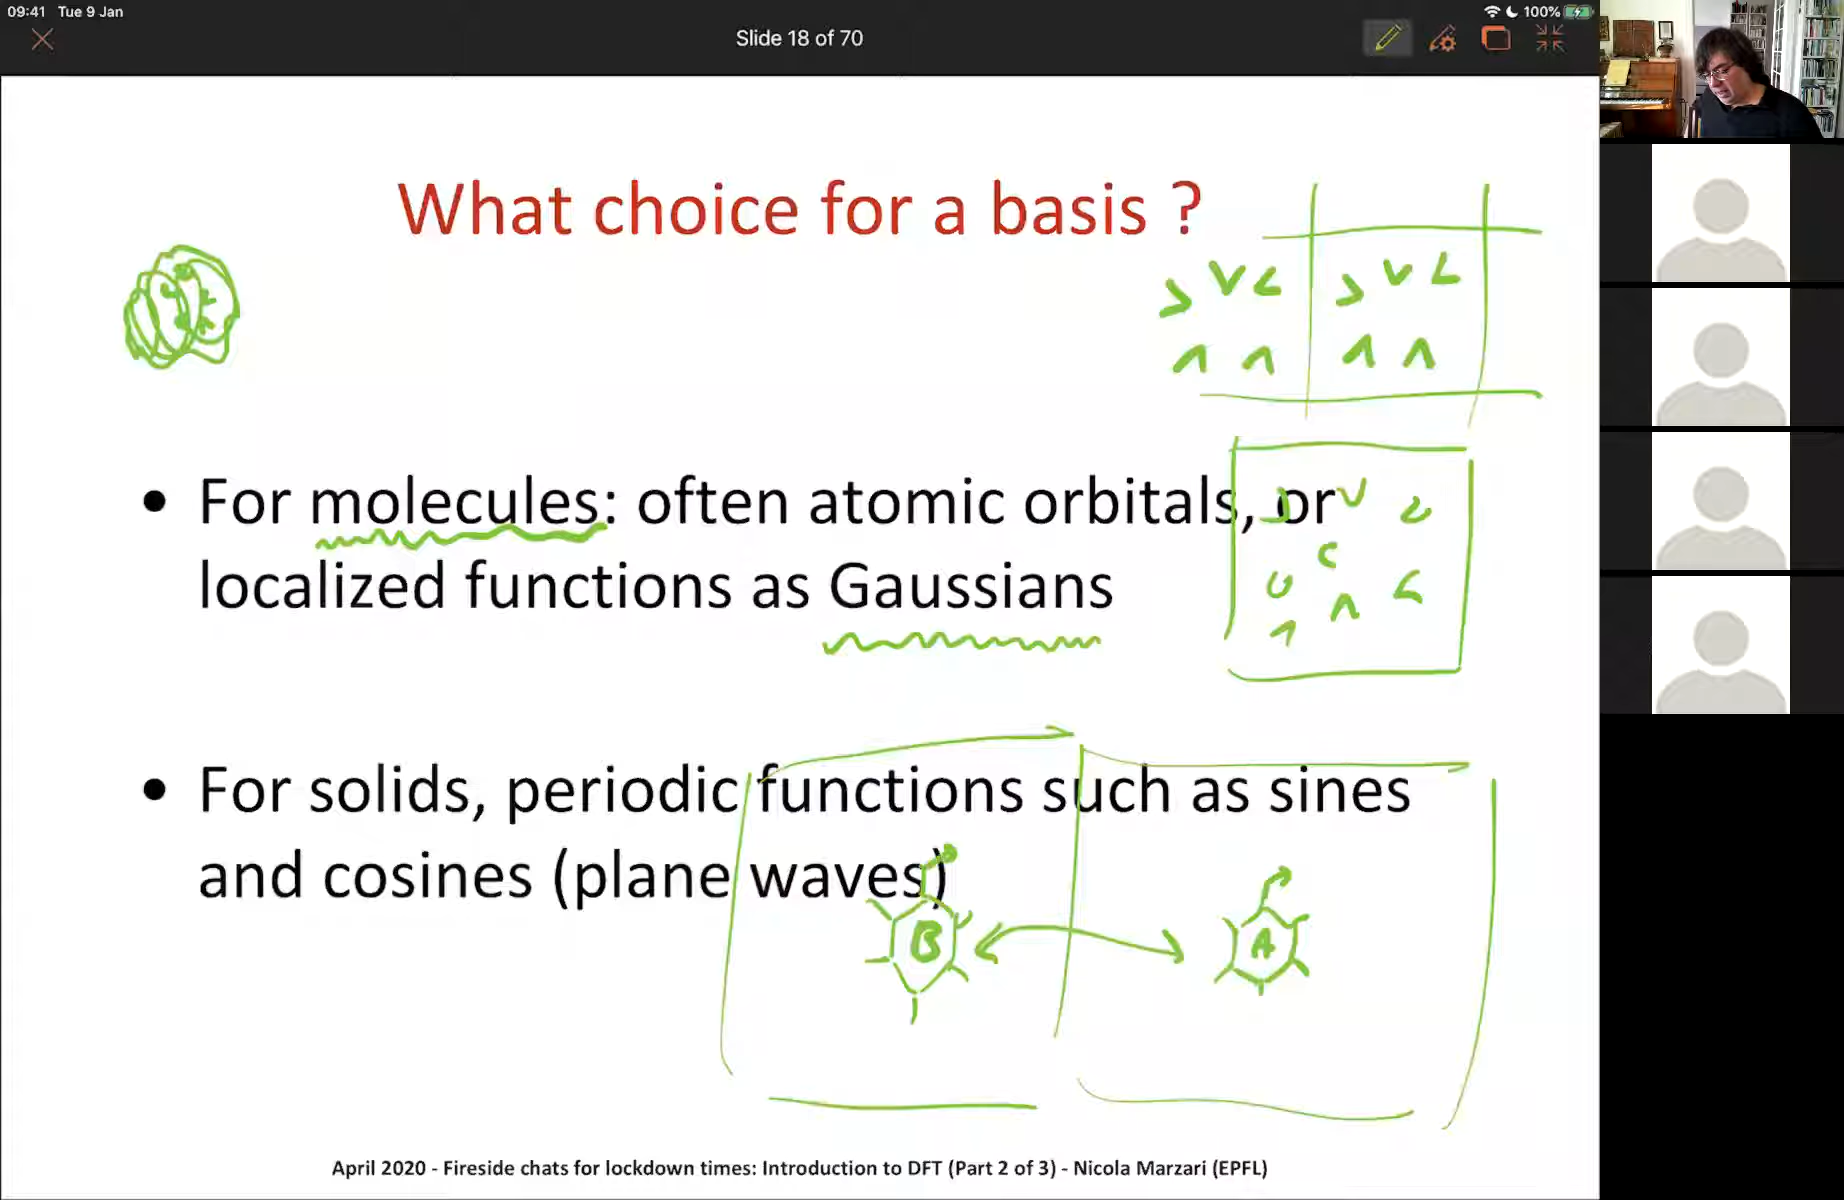 09:41 Tue 9 Jan
100%
Slide 18 of 70
What choice for a basis ?
• For molecules: often atomic orbitals, or
localized functions as Gaussians
• For solids, periodic functions such as sines
and cosines (plane waves)
B
A
April 2020 - Fireside chats for lockdown times: Introduction to DFT (Part 2 of 3) - Nicola Marzari (EPFL)